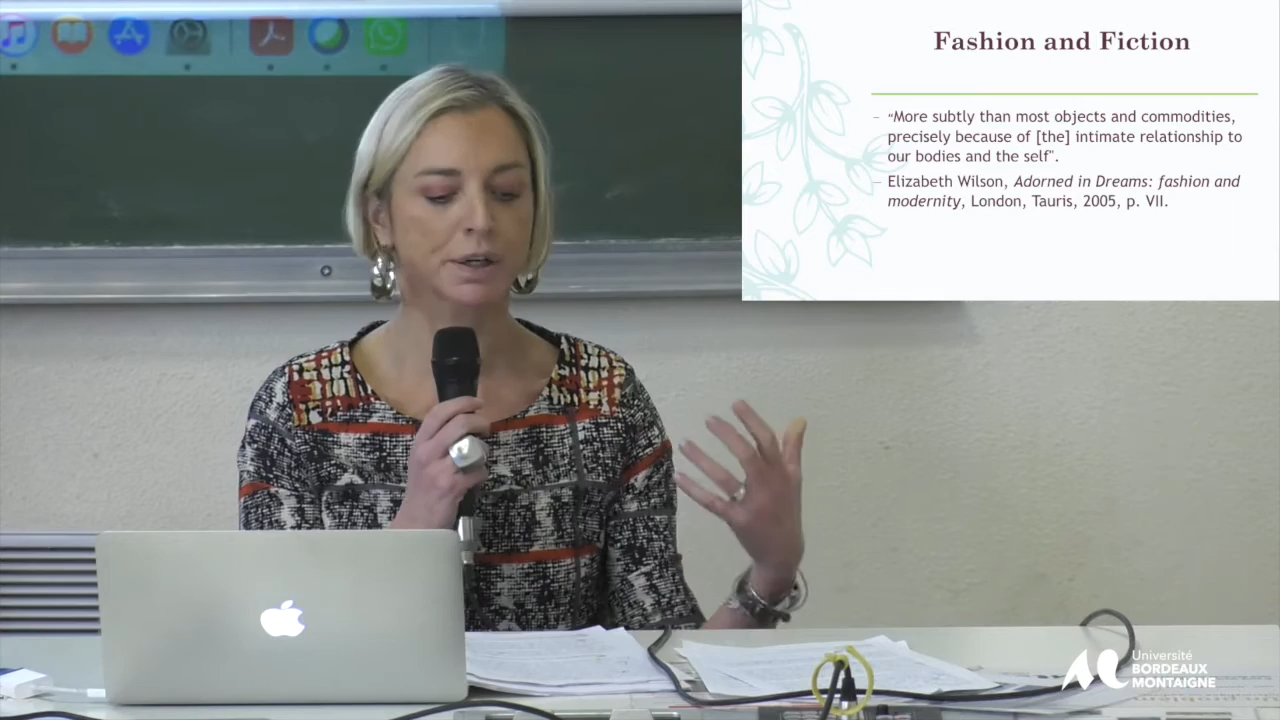 Fashion and Fiction
– “More subtly than most objects and commodities,
precisely because of [the] intimate relationship to
our bodies and the self".
– Elizabeth Wilson, Adorned in Dreams: fashion and
modernity, London, Tauris, 2005, p. VII.
Université
BORDEAUX
MONTAIGNE